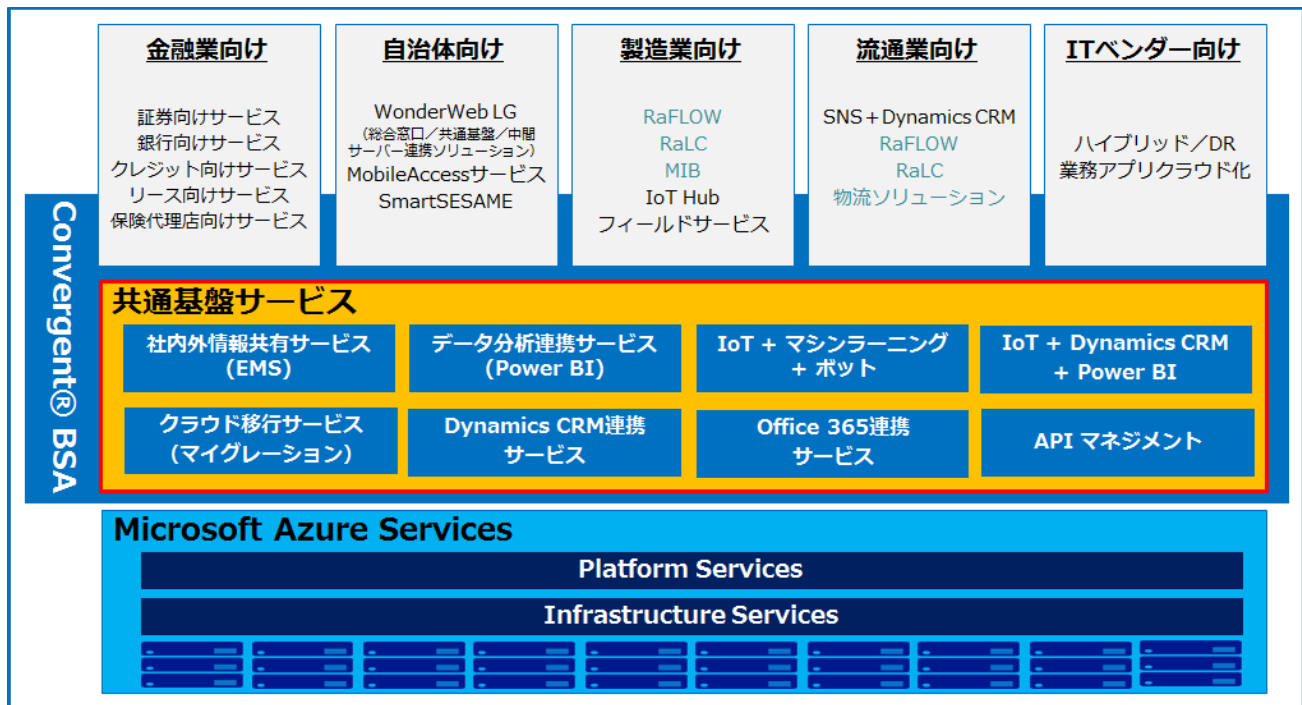 金融業向け
証券向けサービス
銀行向けサービス
クレジット向けサービス
リース向けサービス
保険代理店向けサービス
自治体向け
WonderWeb LG
（総合窓口／共通基盤／中間
サーバー連携ソリューション）
MobileAccessサービス
SmartSESAME
製造業向け
RaFLOW
RaLC
MIB
IoT Hub
フィールドサービス
流通業向け
SNS＋Dynamics CRM
RaFLOW
RaLC
物流ソリューション
ITベンダー向け
ハイブリッド／DR
業務アプリクラウド化
Convergent® BSA
共通基盤サービス
社内外情報共有サービス
(EMS)
データ分析連携サービス
(Power BI)
IoT + マシンラーニング
+ ボット
IoT + Dynamics CRM
+ Power BI
クラウド移行サービス
（マイグレーション）
Dynamics CRM連携
サービス
Office 365連携
サービス
API マネジメント
Microsoft Azure Services
Platform Services
Infrastructure Services